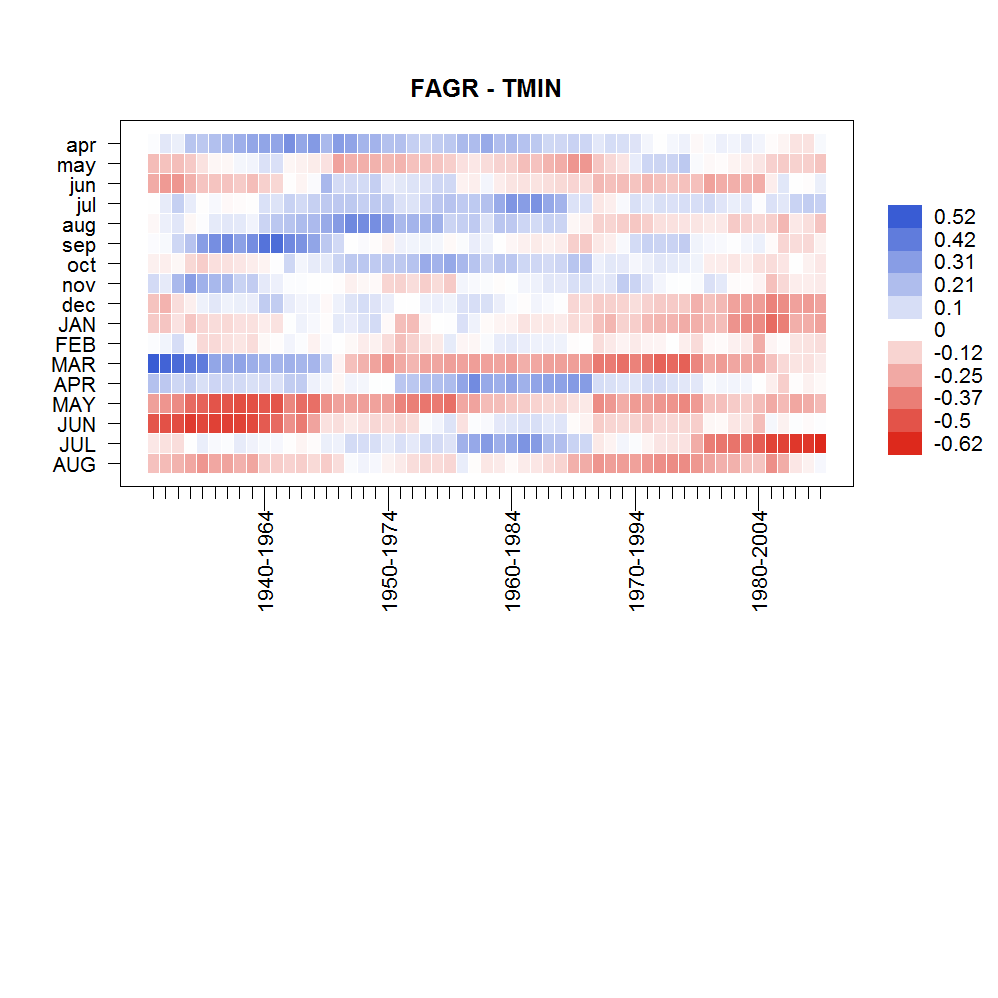 FAGR - TMIN
apr
may
jun
jul
aug
sep
oct
nov
dec
JAN
FEB
MAR
APR
MAY
JUN
JUL
AUG
1940-1964
1950-1974
1960-1984
1970-1994
1980-2004
0.52
0.42
0.31
0.21
0.1
0
-0.12
-0.25
-0.37
-0.5
-0.62